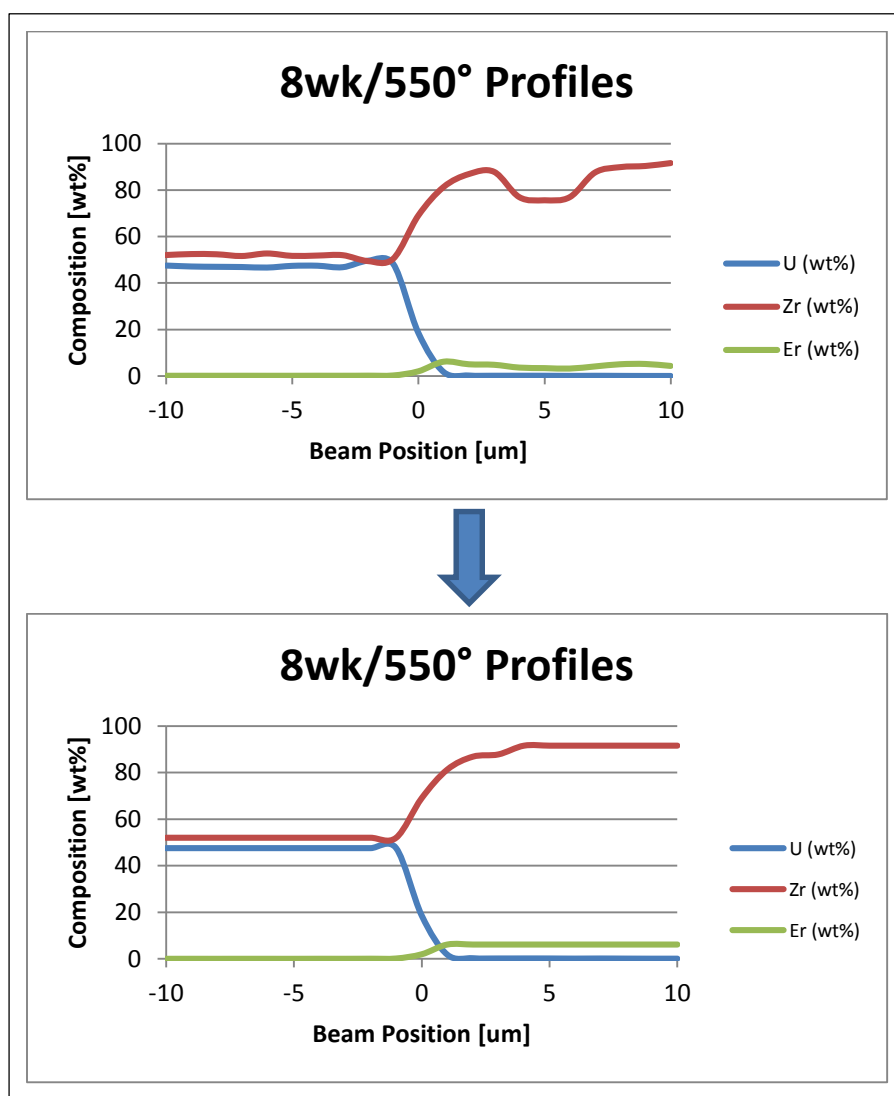 8wk/550° Profiles
100
80
60
40
20
0
Composition [wt%]
-10 -5 0 5 10
Beam Position [um]
U (wt%)
Zr (wt%)
Er (wt%)
8wk/550° Profiles
100
80
60
40
20
0
Composition [wt%]
-10 -5 0 5 10
Beam Position [um]
U (wt%)
Zr (wt%)
Er (wt%)